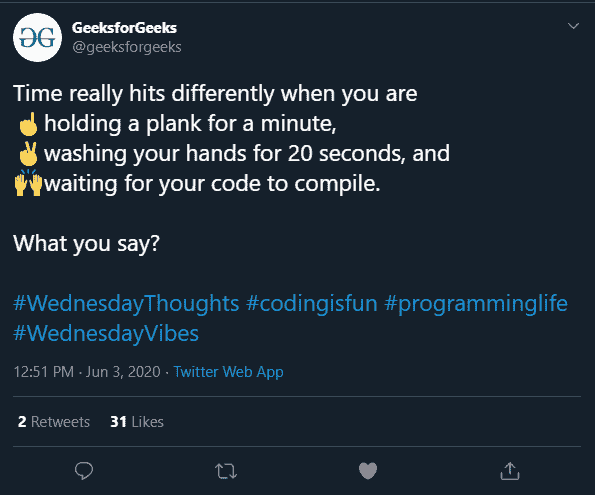 GeeksforGeeks
@geeksforgeeks
Time really hits differently when you are
☝️holding a plank for a minute,
✌️washing your hands for 20 seconds, and
🙌waiting for your code to compile.
What you say?
#WednesdayThoughts #codingisfun #programminglife
#WednesdayVibes
12:51 PM · Jun 3, 2020 · Twitter Web App
2 Retweets 31 Likes